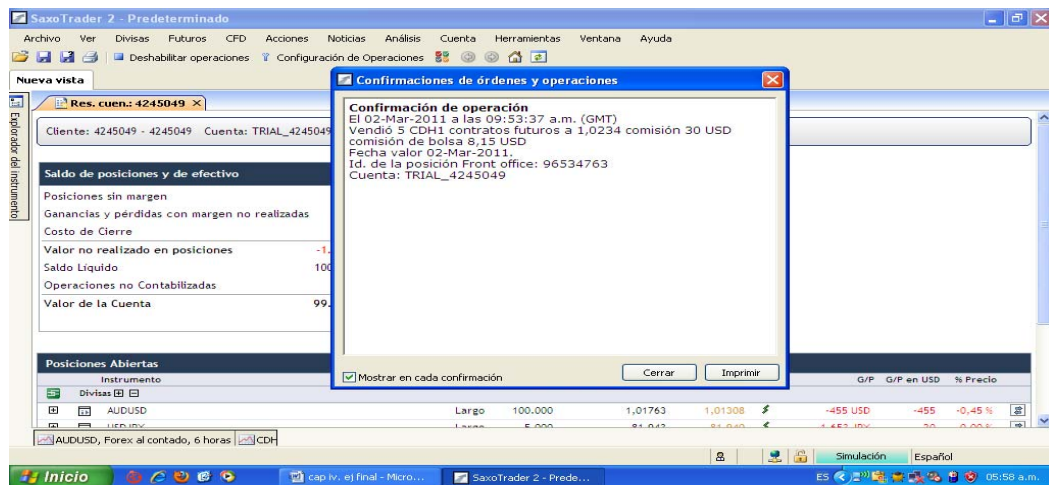 SaxoTrader 2 - Predeterminado
Archivo Ver Divisas Futuros CFD Acciones Noticias Análisis Cuenta Herramientas Ventana Ayuda
Deshabilitar operaciones Configuración de Operaciones
Nueva vista
Explorador del instrumento
Res. cuen.: 4245049
Cliente: 4245049 - 4245049 Cuenta: TRIAL_4245049
Saldo de posiciones y de efectivo
Posiciones sin margen
Ganancias y pérdidas con margen no realizadas
Costo de Cierre
Valor no realizado en posiciones -1.
Saldo Líquido 100
Operaciones no Contabilizadas
Valor de la Cuenta 99.
Confirmaciones de órdenes y operaciones
Confirmación de operación
El 02-Mar-2011 a las 09:53:37 a.m. (GMT)
Vendió 5 CDH1 contratos futuros a 1,0234 comisión 30 USD
comisión de bolsa 8,15 USD
Fecha valor 02-Mar-2011.
Id. de la posición Front office: 96534763
Cuenta: TRIAL_4245049
Mostrar en cada confirmación Cerrar Imprimir
Posiciones Abiertas
Instrumento G/P G/P en USD % Precio
Divisas
AUDUSD Largo 100.000 1,01763 1,01308 -455 USD -455 -0,45 %
AUDUSD, Forex al contado, 6 horas CDH
Simulación Español
Inicio cap iv. ej final - Micro... SaxoTrader 2 - Prede... ES 05:58 a.m.